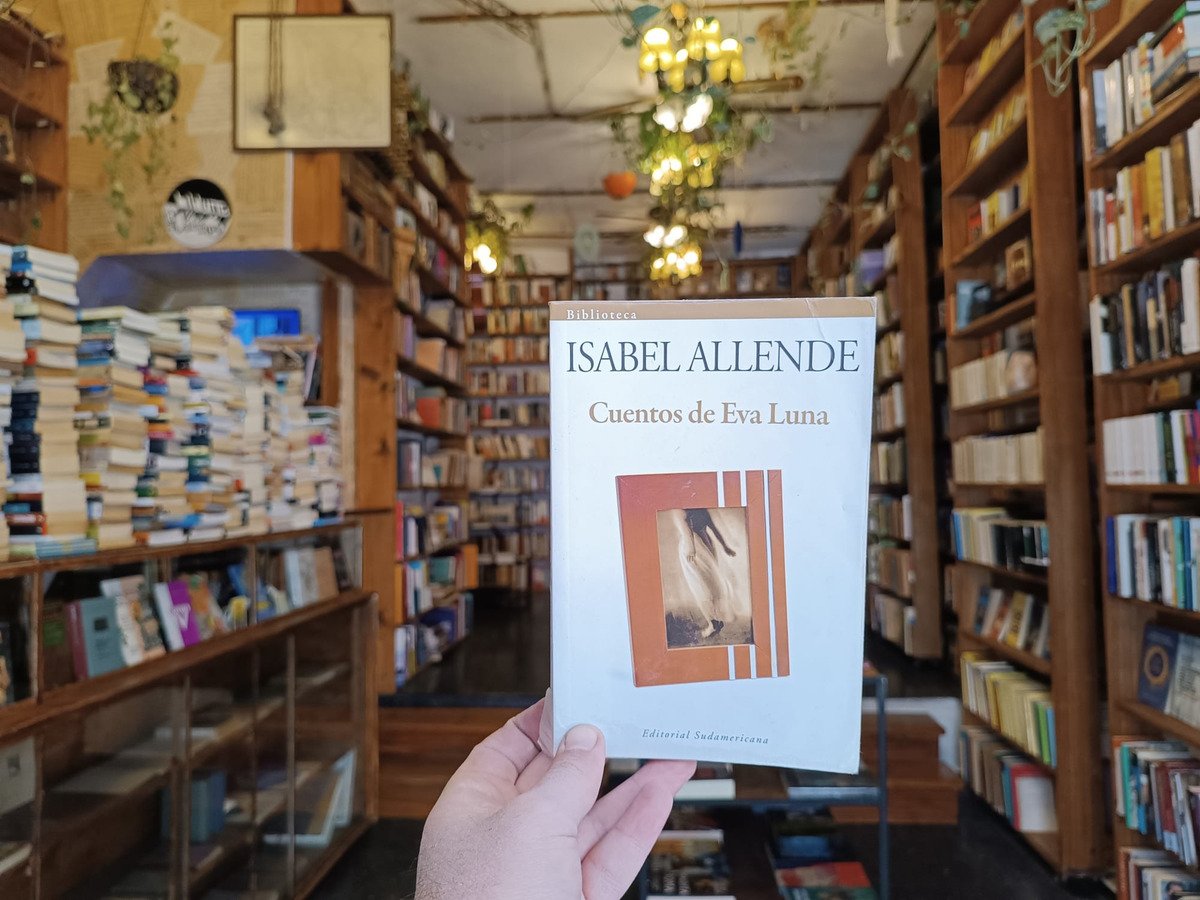 Biblioteca
ISABEL ALLENDE
Cuentos de Eva Luna
Editorial Sudamericana